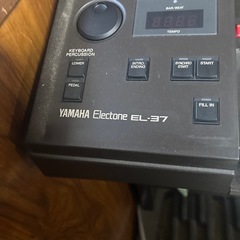 BAR/BEAT
TEMPO
KEYBOARD
PERCUSSION
LOWER
PEDAL
INTRO.
ENDING
SYNCHRO
START
START
FILL IN
YAMAHA Electone EL-37